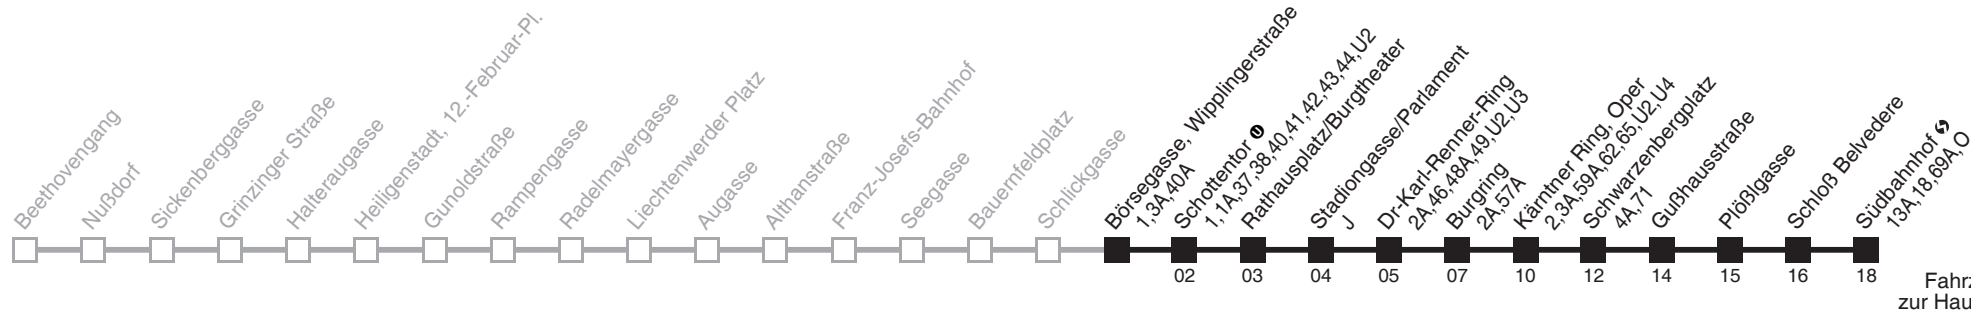 Beethovengang
Nußdorf
Sickenberggasse
Grinzinger Straße
Halteraugasse
Heiligenstadt, 12.-Februar-Pl.
Gunoldstraße
Rampengasse
Radelmayergasse
Liechtenwerder Platz
Augasse
Althanstraße
Franz-Josefs-Bahnhof
Seegasse
Bauernfeldplatz
Schlickgasse
Börsegasse, Wipplingerstraße
1,3A,40A
Schottentor U
1,1A,37,38,40,41,42,43,44,U2
Rathausplatz/Burgtheater
Stadiongasse/Parlament
J
Dr-Karl-Renner-Ring
2A,46,48A,49,U2,U3
Burgring
2A,57A
Kärntner Ring, Oper
2,3A,59A,62,65,U2,U4
Schwarzenbergplatz
4A,71
Gußhausstraße
Plößlgasse
Schloß Belvedere
Südbahnhof S
13A,18,69A,O
02 03 04 05 07 10 12 14 15 16 18
Fahrz
zur Hau